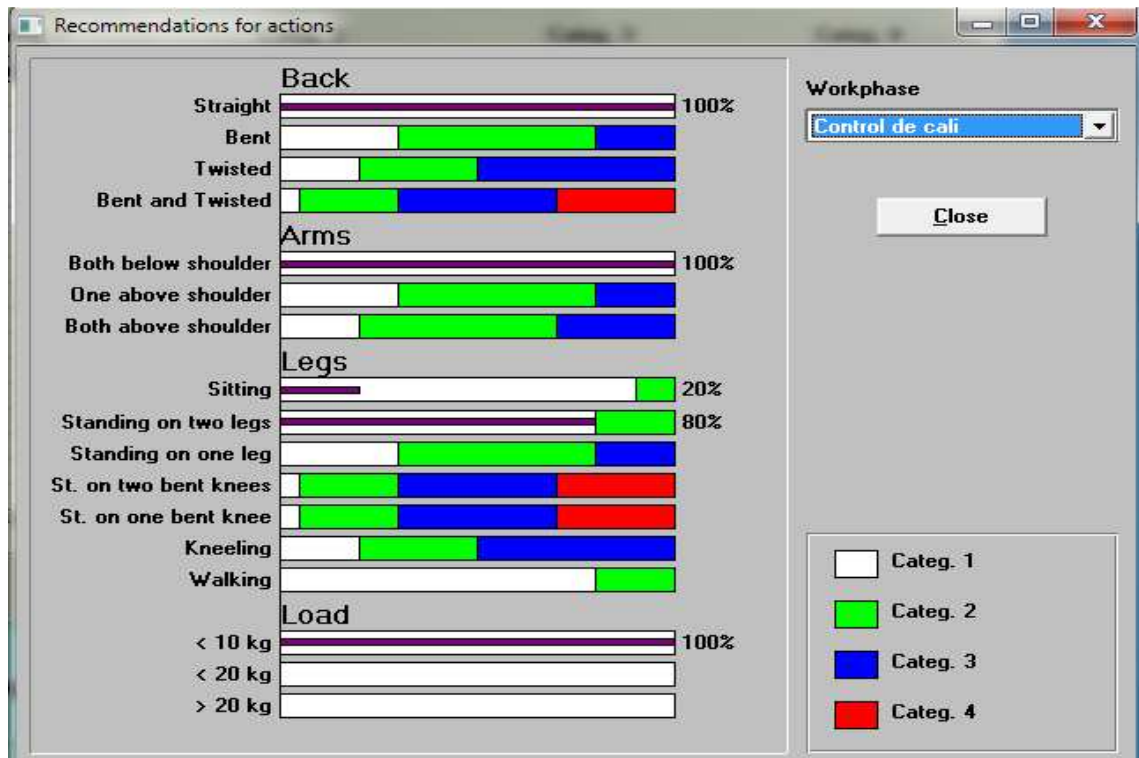 Recommendations for actions
Back
Straight 100%
Bent
Twisted
Bent and Twisted
Arms
Both below shoulder 100%
One above shoulder
Both above shoulder
Legs
Sitting 20%
Standing on two legs 80%
Standing on one leg
St. on two bent knees
St. on one bent knee
Kneeling
Walking
Load
< 10 kg 100%
< 20 kg
> 20 kg
Workphase
Control de cali
Close
Categ. 1
Categ. 2
Categ. 3
Categ. 4